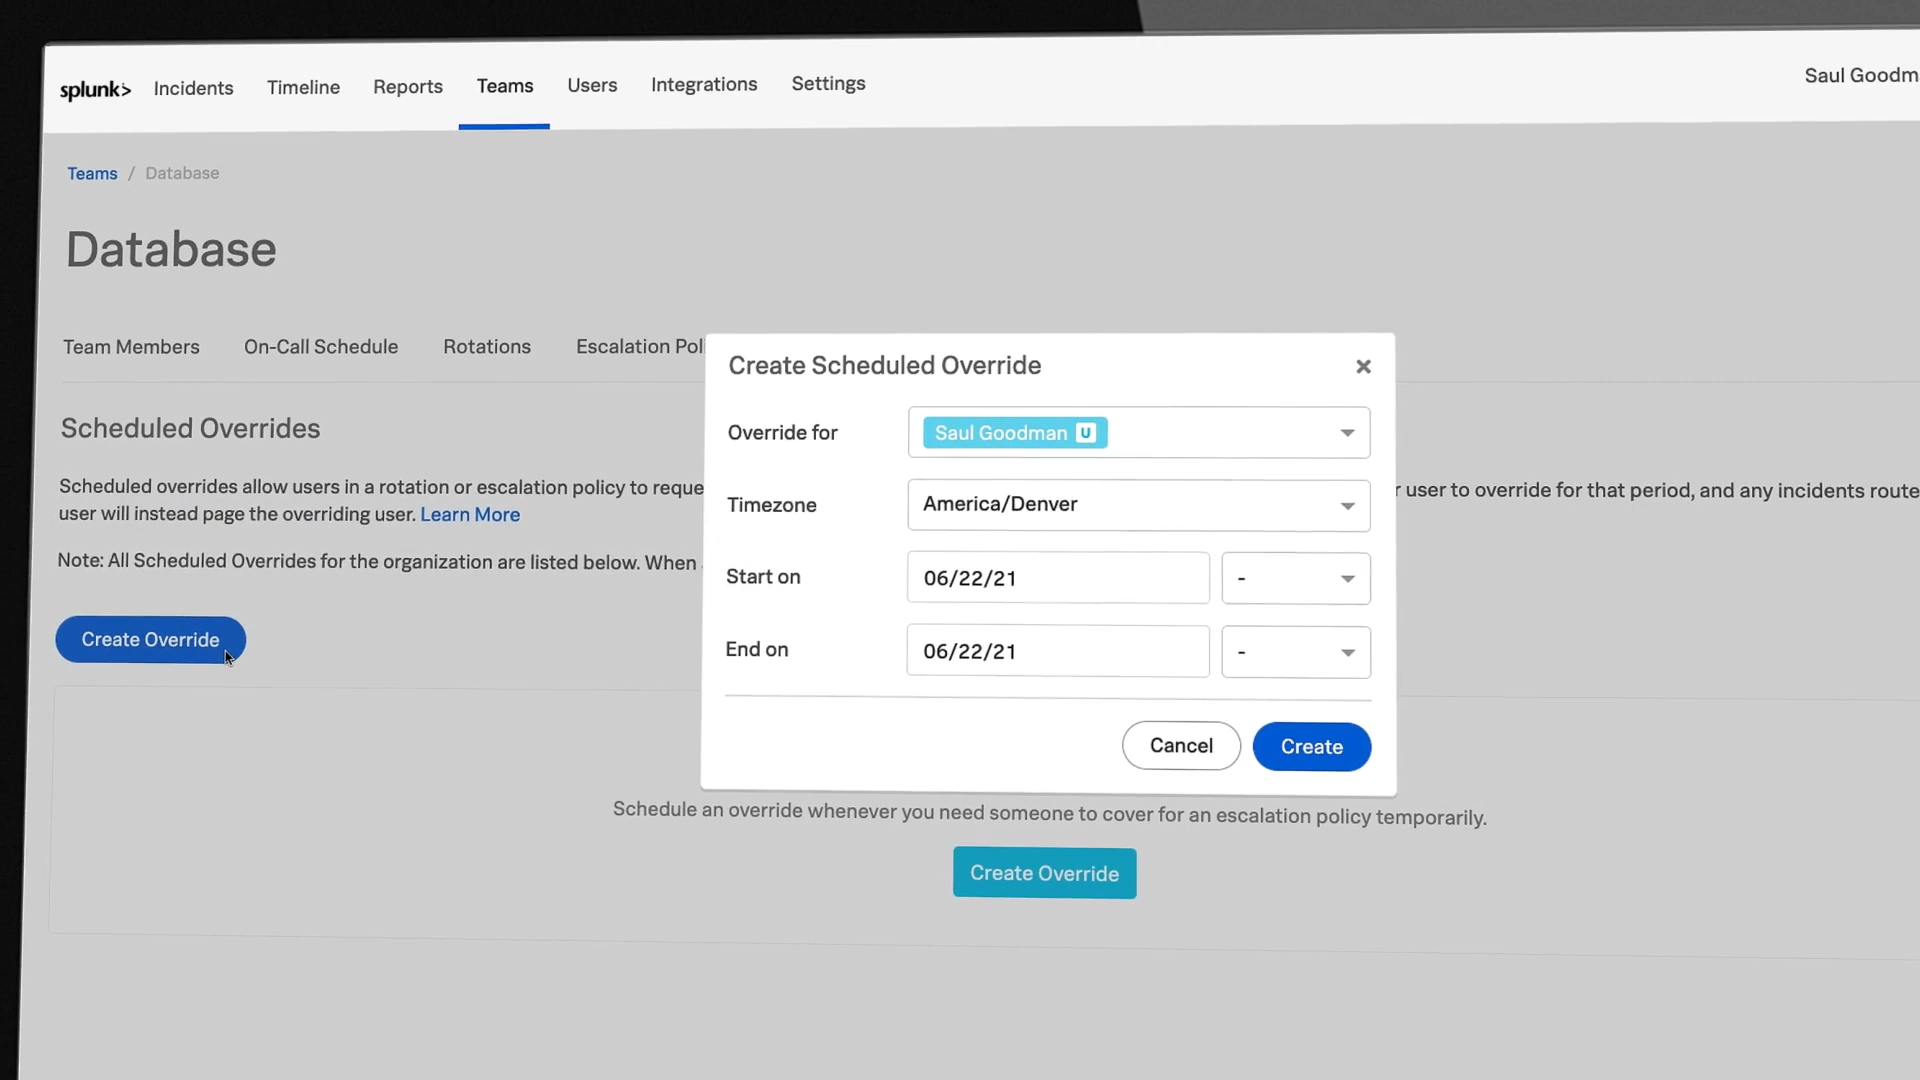 splunk> Incidents Timeline Reports Teams Users Integrations Settings Saul Goodm
Teams / Database
Database
Team Members On-Call Schedule Rotations Escalation Poli
Scheduled Overrides
Scheduled overrides allow users in a rotation or escalation policy to reque
r user to override for that period, and any incidents route
user will instead page the overriding user. Learn More
Note: All Scheduled Overrides for the organization are listed below. When
Create Override
Create Scheduled Override ×
Override for Saul Goodman U
Timezone America/Denver
Start on 06/22/21 -
End on 06/22/21 -
Cancel Create
Schedule an override whenever you need someone to cover for an escalation policy temporarily.
Create Override